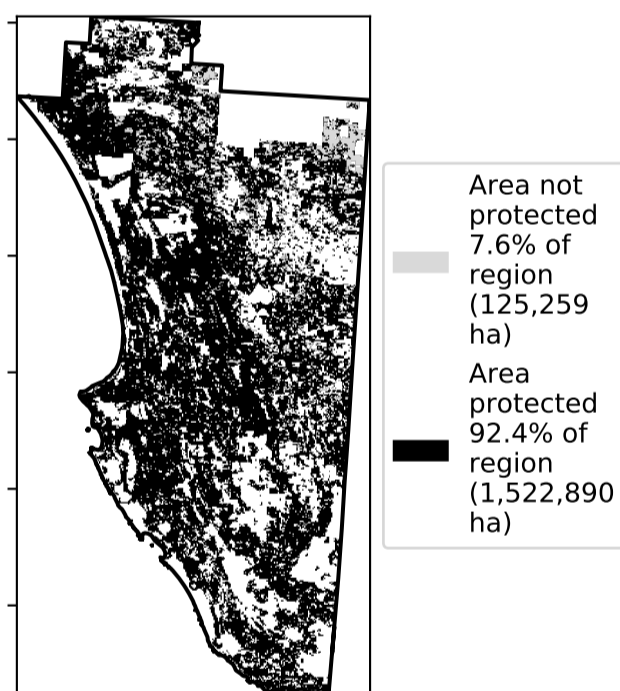 Area not
protected
7.6% of
region
(125,259
ha)
Area
protected
92.4% of
region
(1,522,890
ha)